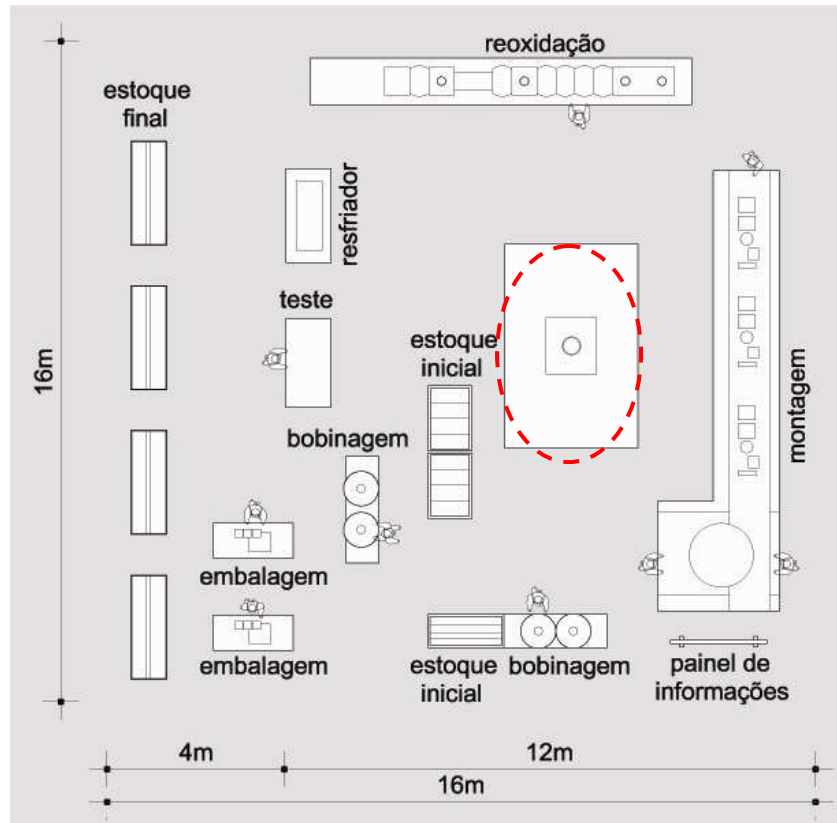 reoxidação
estoque
final
resfriador
teste
estoque
inicial
16m
bobinagem
montagem
embalagem
embalagem
estoque
inicial
bobinagem
painel de
informações
4m
12m
16m